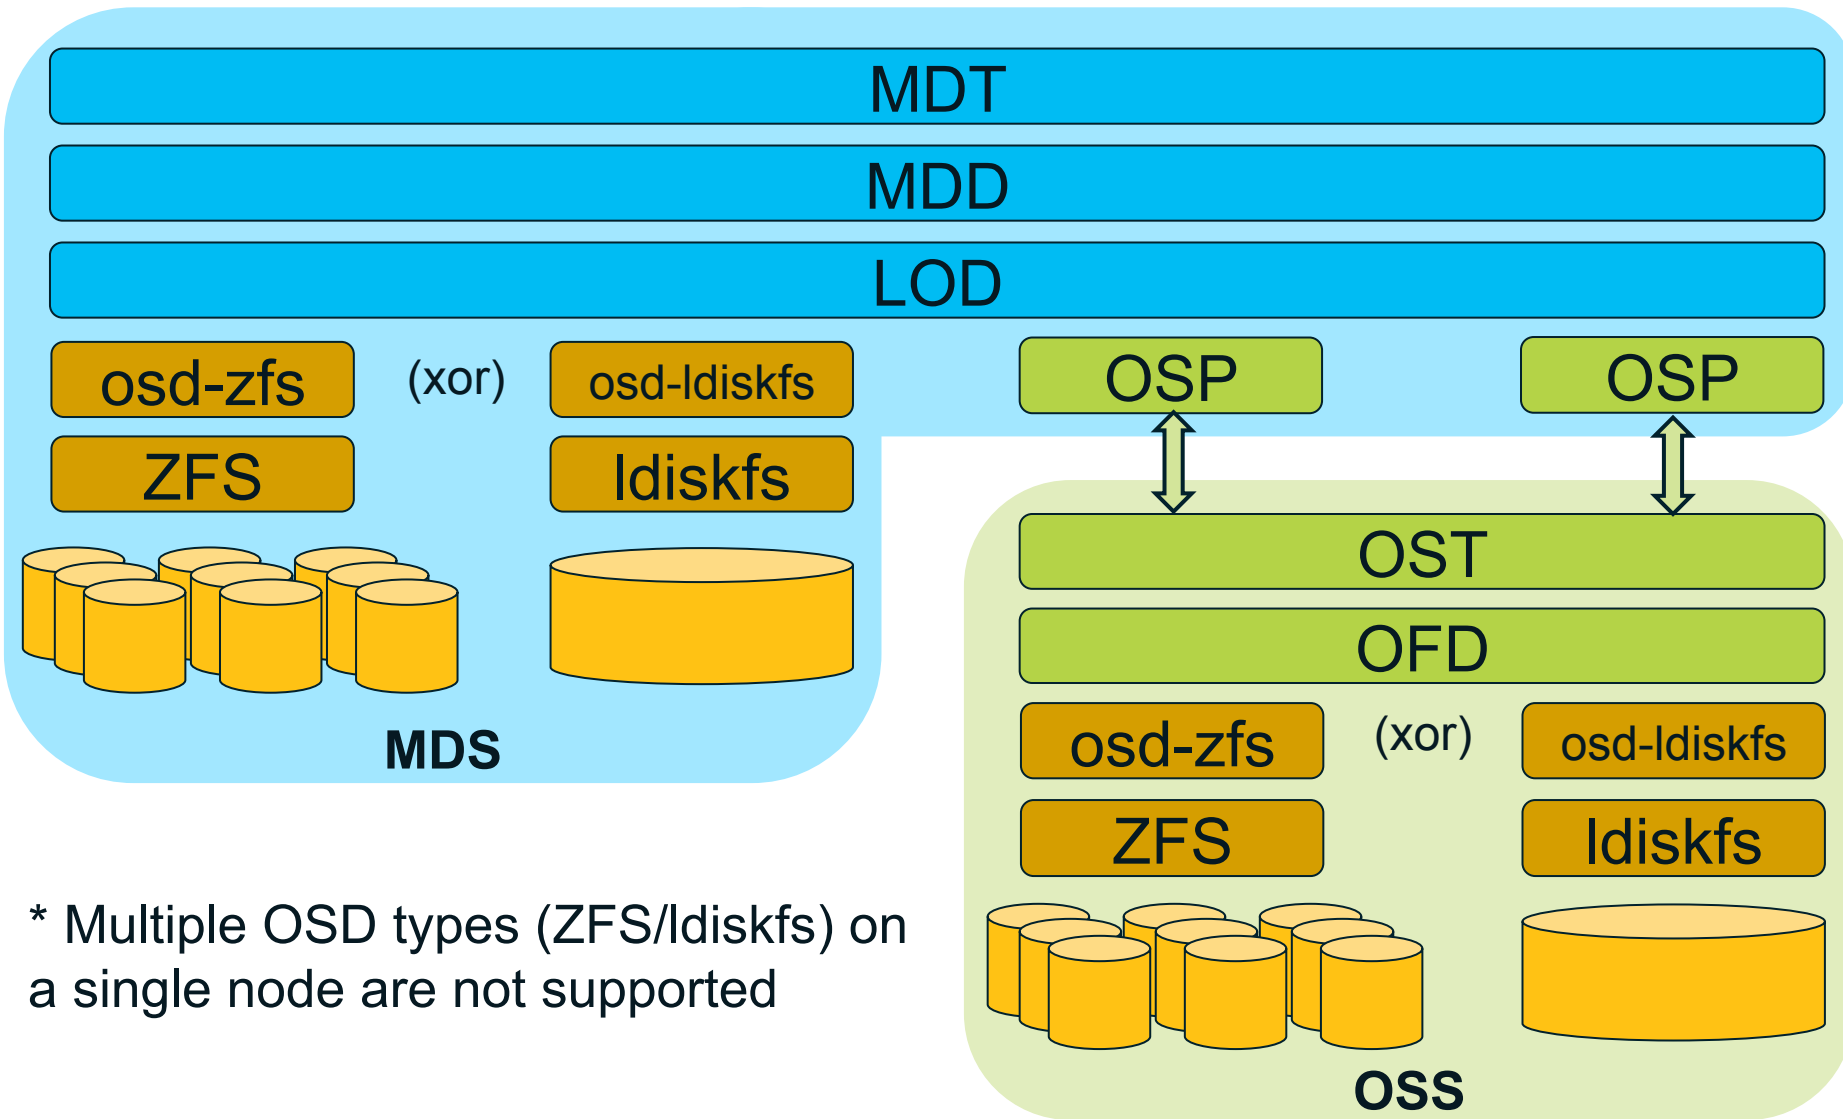 MDT
MDD
LOD
osd-zfs (xor) osd-ldiskfs OSP OSP
ZFS ldiskfs
MDS
OST
OFD
osd-zfs (xor) osd-ldiskfs
ZFS ldiskfs
OSS
* Multiple OSD types (ZFS/ldiskfs) on
a single node are not supported